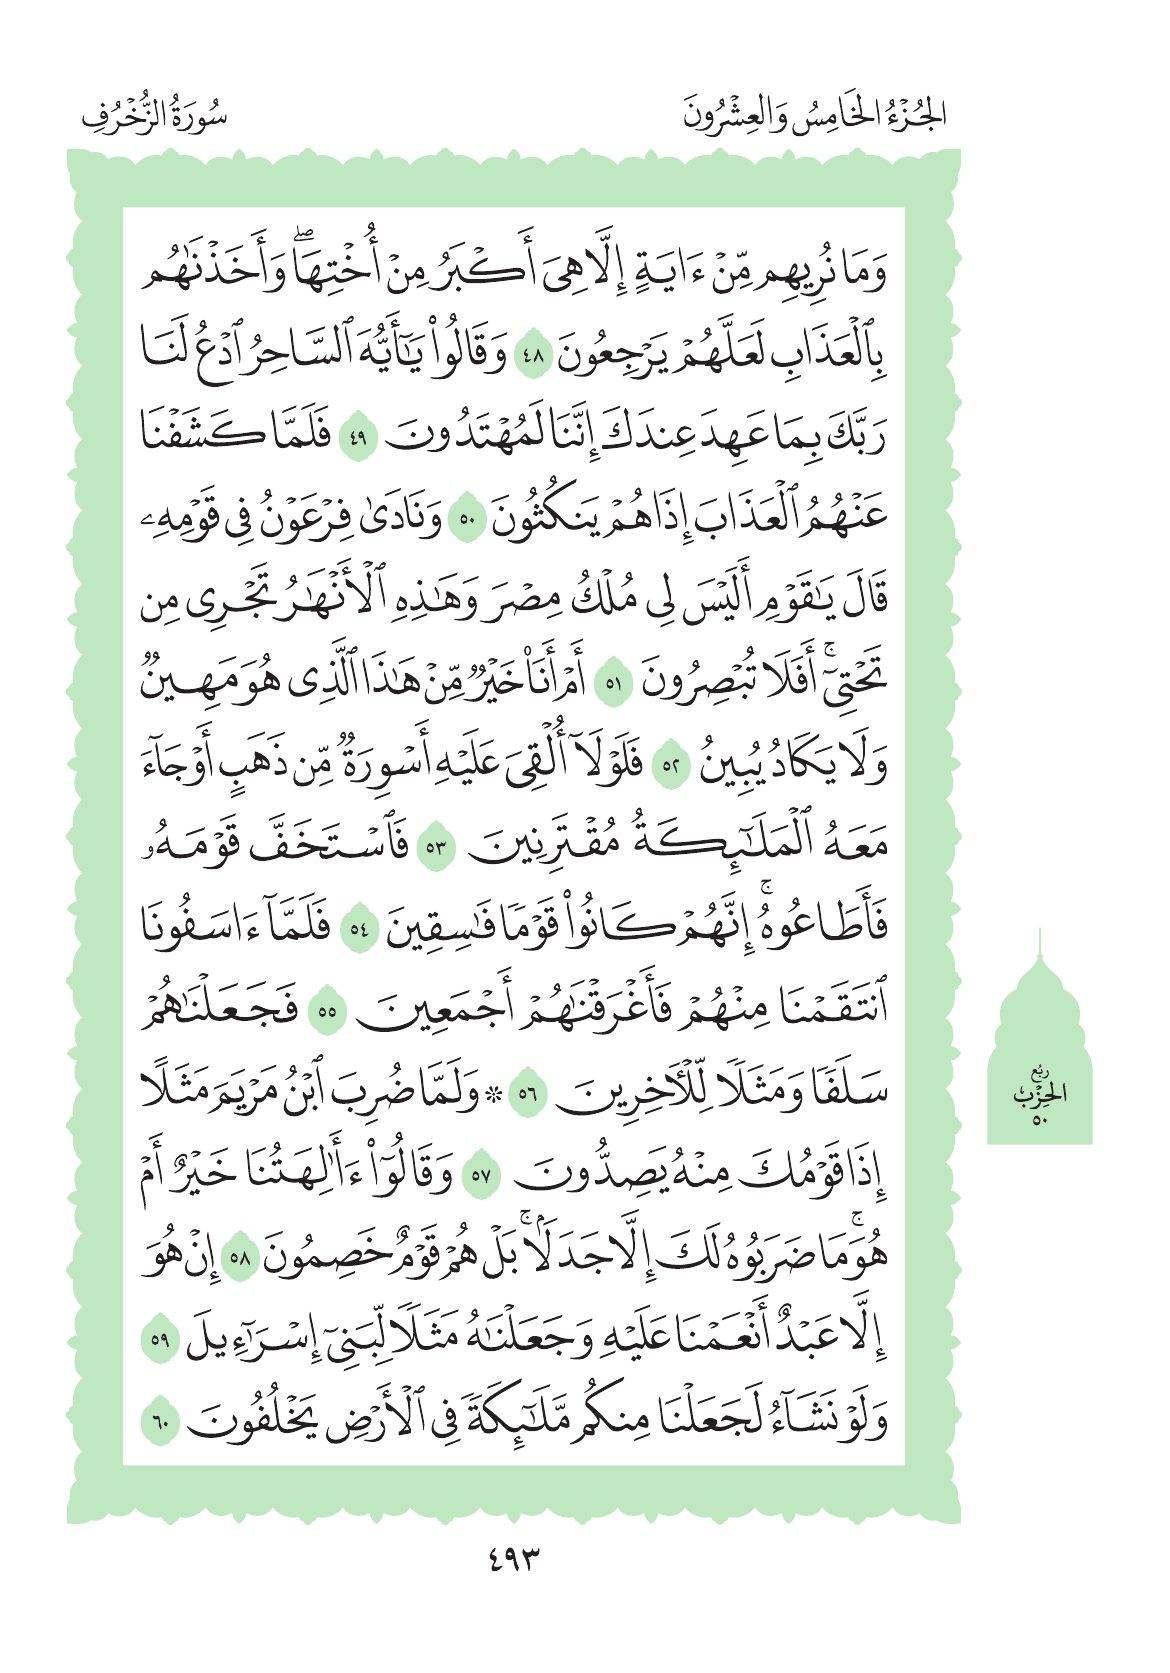 الجُزْءُ الخَامِسُ وَالعِشْرُونَ
سُورَةُ الزُّخْرُفِ
وَمَا نُرِيهِم مِّنْ ءَايَةٍ إِلَّا هِيَ أَكْبَرُ مِنْ أُخْتِهَاۖ وَأَخَذْنَٰهُم
بِٱلْعَذَابِ لَعَلَّهُمْ يَرْجِعُونَ ٤٨ وَقَالُوا۟ يَٰٓأَيُّهَ ٱلسَّاحِرُ ٱدْعُ لَنَا
رَبَّكَ بِمَا عَهِدَ عِندَكَ إِنَّنَا لَمُهْتَدُونَ ٤٩ فَلَمَّا كَشَفْنَا
عَنْهُمُ ٱلْعَذَابَ إِذَا هُمْ يَنكُثُونَ ٥٠ وَنَادَىٰ فِرْعَوْنُ فِى قَوْمِهِۦ
قَالَ يَٰقَوْمِ أَلَيْسَ لِى مُلْكُ مِصْرَ وَهَٰذِهِ ٱلْأَنْهَٰرُ تَجْرِى مِن
تَحْتِىٓۚ أَفَلَا تُبْصِرُونَ ٥١ أَمْ أَنَا۠ خَيْرٌ مِّنْ هَٰذَا ٱلَّذِى هُوَ مَهِينٌ
وَلَا يَكَادُ يُبِينُ ٥٢ فَلَوْلَآ أُلْقِىَ عَلَيْهِ أَسْوِرَةٌ مِّن ذَهَبٍ أَوْ جَآءَ
مَعَهُ ٱلْمَلَٰٓئِكَةُ مُقْتَرِنِينَ ٥٣ فَٱسْتَخَفَّ قَوْمَهُۥ
فَأَطَاعُوهُۚ إِنَّهُمْ كَانُوا۟ قَوْمًا فَٰسِقِينَ ٥٤ فَلَمَّآ ءَاسَفُونَا
ٱنتَقَمْنَا مِنْهُمْ فَأَغْرَقْنَٰهُمْ أَجْمَعِينَ ٥٥ فَجَعَلْنَٰهُمْ
سَلَفًا وَمَثَلًا لِّلْـَٔاخِرِينَ ٥٦ ۞ وَلَمَّا ضُرِبَ ٱبْنُ مَرْيَمَ مَثَلًا
إِذَا قَوْمُكَ مِنْهُ يَصِدُّونَ ٥٧ وَقَالُوٓا۟ ءَأَٰلِهَتُنَا خَيْرٌ أَمْ
هُوَۚ مَا ضَرَبُوهُ لَكَ إِلَّا جَدَلًۢاۚ بَلْ هُمْ قَوْمٌ خَصِمُونَ ٥٨ إِنْ هُوَ
إِلَّا عَبْدٌ أَنْعَمْنَا عَلَيْهِ وَجَعَلْنَٰهُ مَثَلًا لِّبَنِىٓ إِسْرَٰٓءِيلَ ٥٩
وَلَوْ نَشَآءُ لَجَعَلْنَا مِنكُم مَّلَٰٓئِكَةً فِى ٱلْأَرْضِ يَخْلُفُونَ ٦٠
رُبْع
الحِزْب
٥٠
٤٩٣